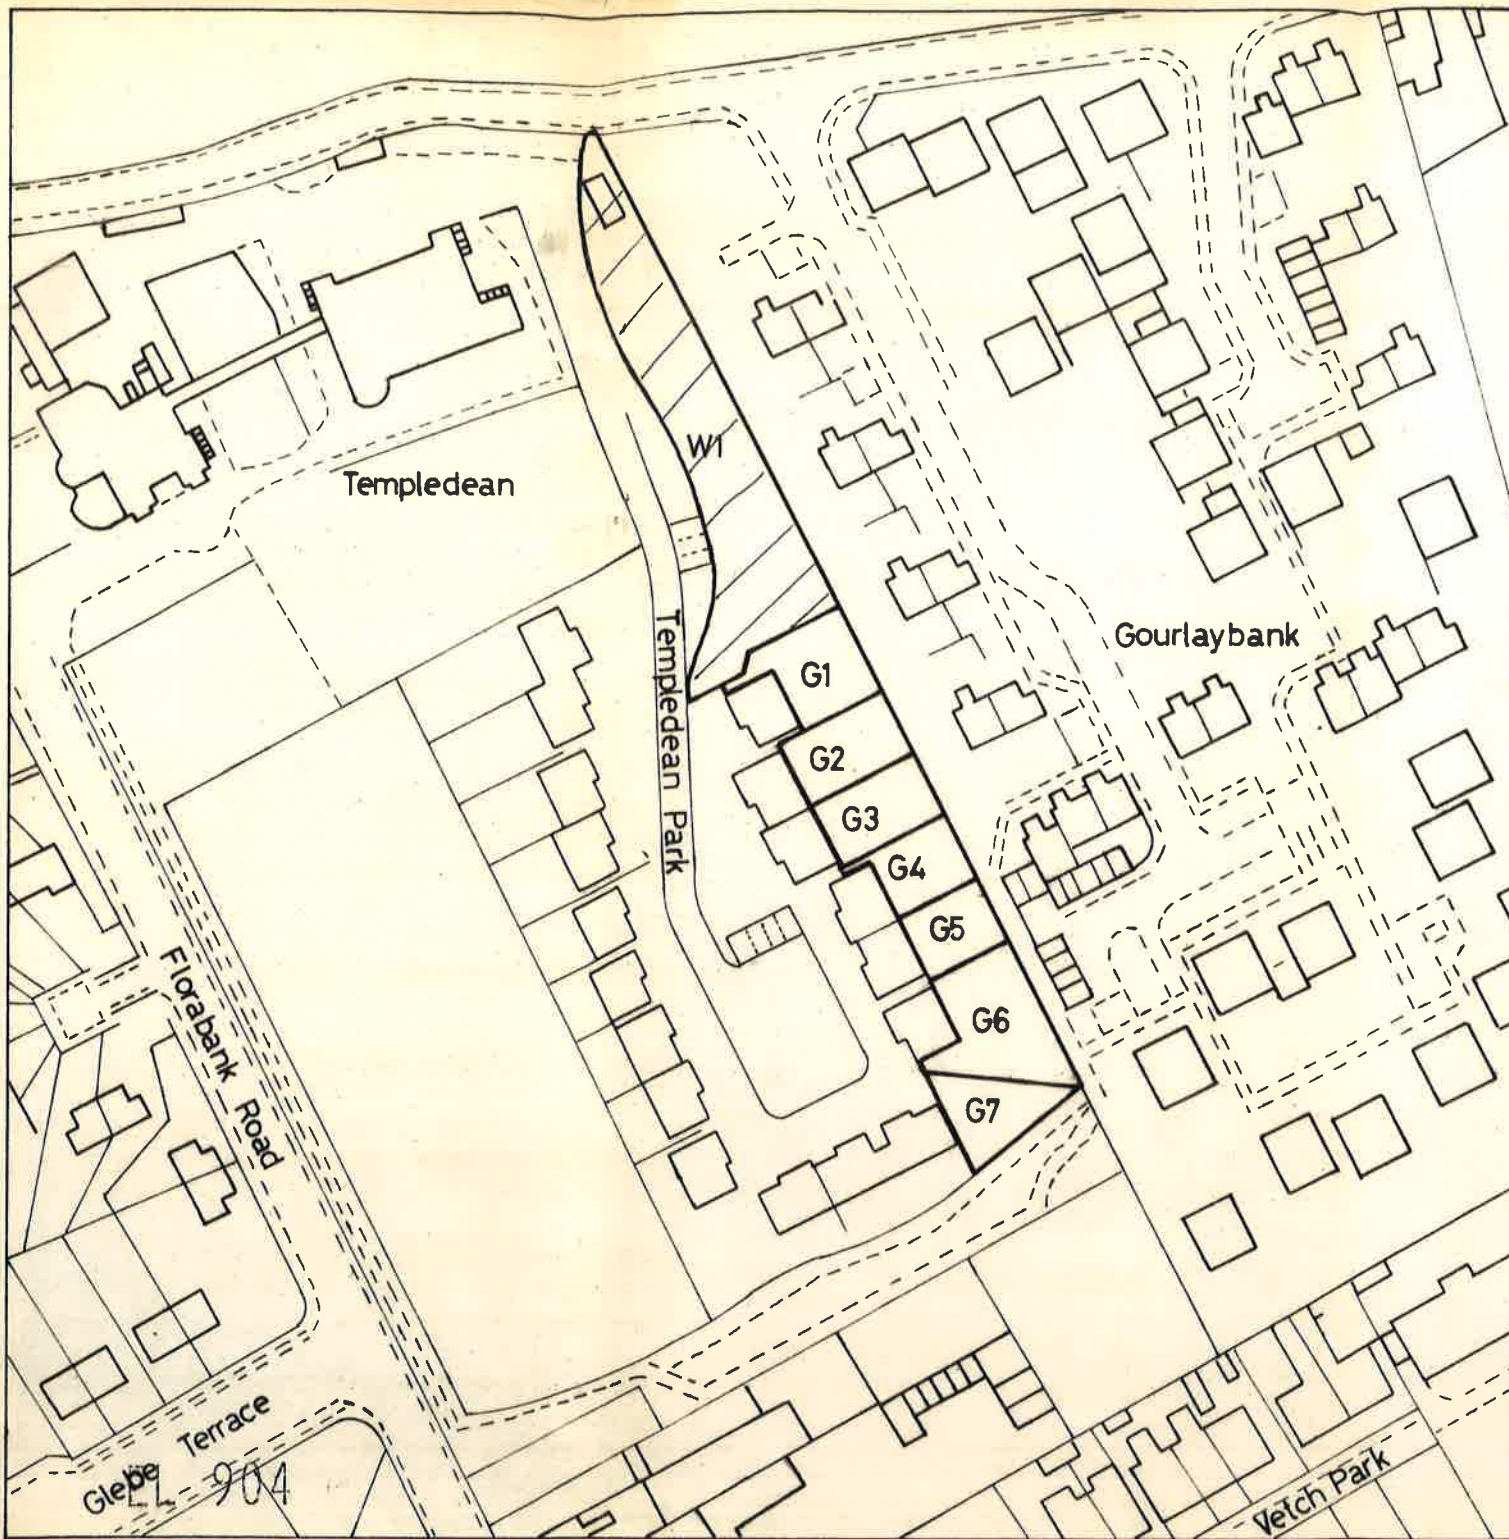 W1
Templedean
Templedean Park
Gourlaybank
G1
G2
G3
G4
G5
G6
G7
Florabank Road
Glebe Terrace
EL 904
Vetch Park